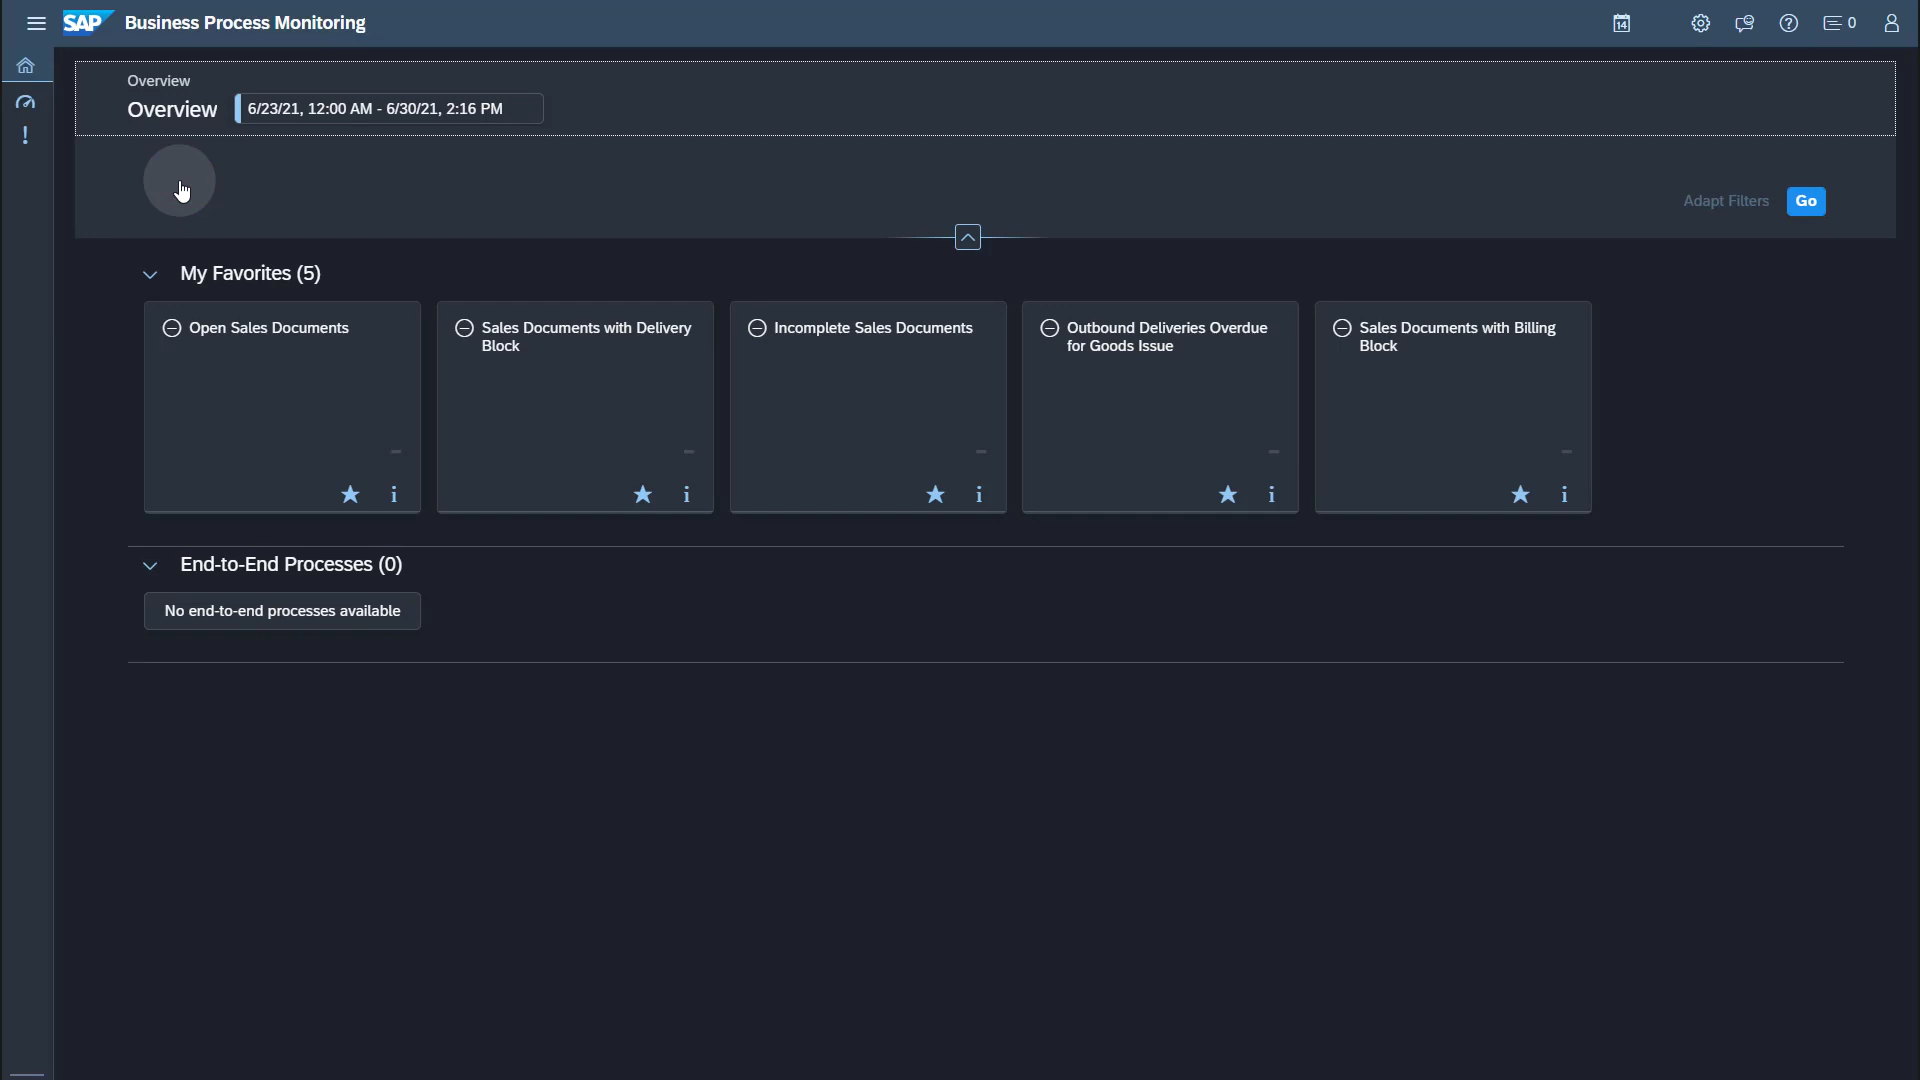 SAP Business Process Monitoring
14
0
Overview
Overview 6/23/21, 12:00 AM - 6/30/21, 2:16 PM
Adapt Filters Go
My Favorites (5)
Open Sales Documents
Sales Documents with Delivery
Block
Incomplete Sales Documents
Outbound Deliveries Overdue
for Goods Issue
Sales Documents with Billing
Block
End-to-End Processes (0)
No end-to-end processes available